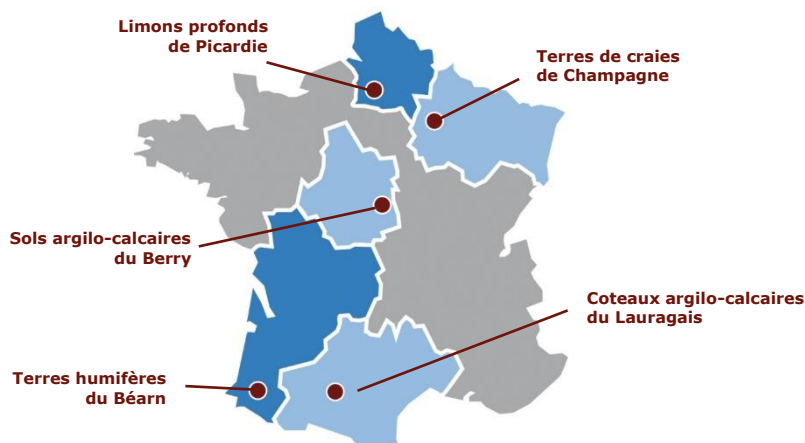 Limons profonds
de Picardie
Terres de craies
de Champagne
Sols argilo-calcaires
du Berry
Coteaux argilo-calcaires
du Lauragais
Terres humifères
du Béarn